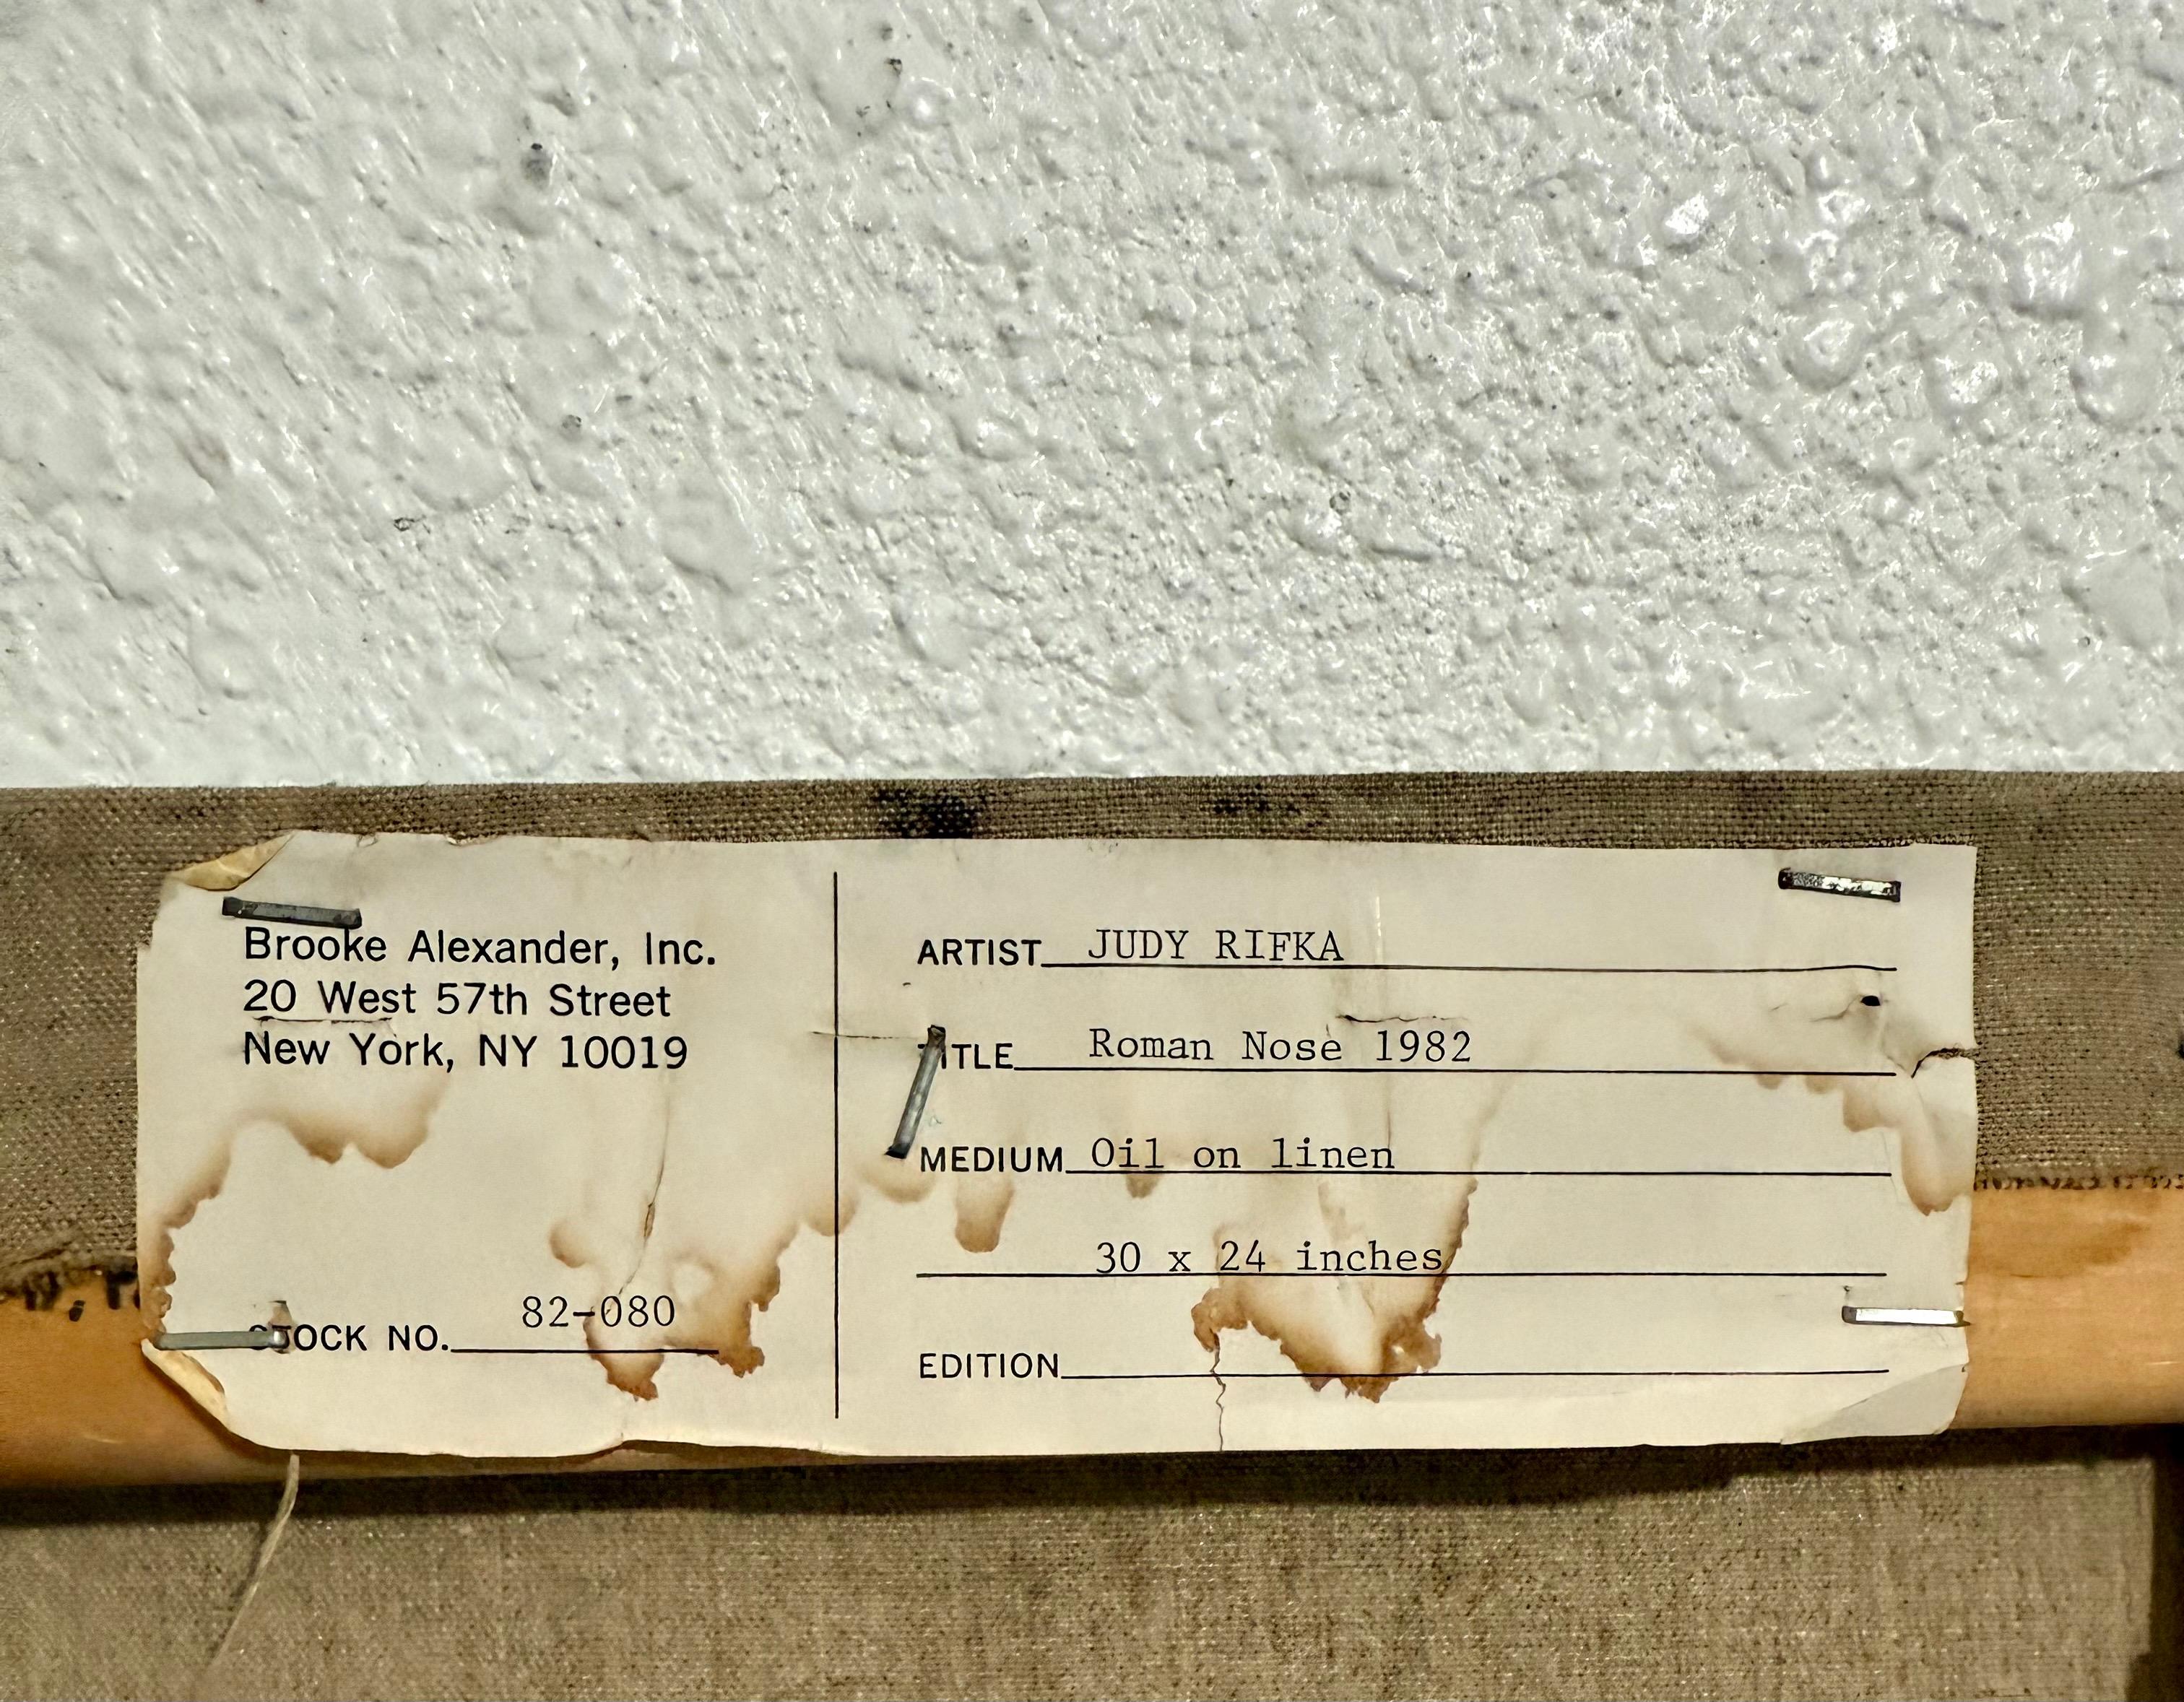 Brooke Alexander, Inc.
20 West 57th Street
New York, NY 10019
STOCK NO. 82-080
ARTIST JUDY RIFKA
TITLE Roman Nose 1982
MEDIUM Oil on linen
30 x 24 inches
EDITION